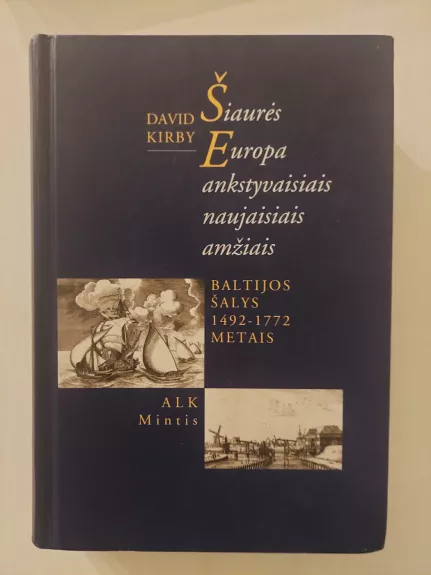 DAVID
KIRBY
Šiaurės
Europa
ankstyvaisiais
naujaisiais
amžiais
BALTIJOS
ŠALYS
1492-1772
METAIS
ALK
Mintis